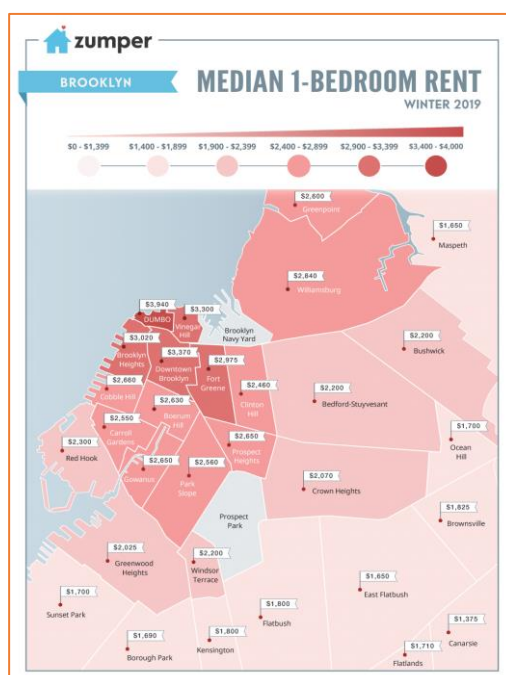 zumper
BROOKLYN
MEDIAN 1-BEDROOM RENT
WINTER 2019
$0 - $1,399
$1,400 - $1,899
$1,900 - $2,399
$2,400 - $2,899
$2,900 - $3,399
$3,400 - $4,000
$2,600
Greenpoint
$1,650
Maspeth
$2,840
Williamsburg
$3,940
DUMBO
$3,300
Vinegar
Hill
Brooklyn
Navy Yard
$3,020
Brooklyn
Heights
$3,370
Downtown
Brooklyn
$2,975
Fort
Greene
$2,200
Bushwick
$2,660
Cobble Hill
$2,630
Boerum
Hill
$2,460
Clinton
Hill
$2,200
Bedford-Stuyvesant
$2,550
Carroll
Gardens
$1,700
Ocean
Hill
$2,300
Red Hook
$2,650
Gowanus
$2,560
Park
Slope
$2,650
Prospect
Heights
$2,070
Crown Heights
$1,825
Brownsville
Prospect
Park
$2,025
Greenwood
Heights
$2,200
Windsor
Terrace
$1,650
East Flatbush
$1,700
Sunset Park
$1,800
Flatbush
$1,690
Borough Park
$1,800
Kensington
$1,375
Canarsie
$1,710
Flatlands